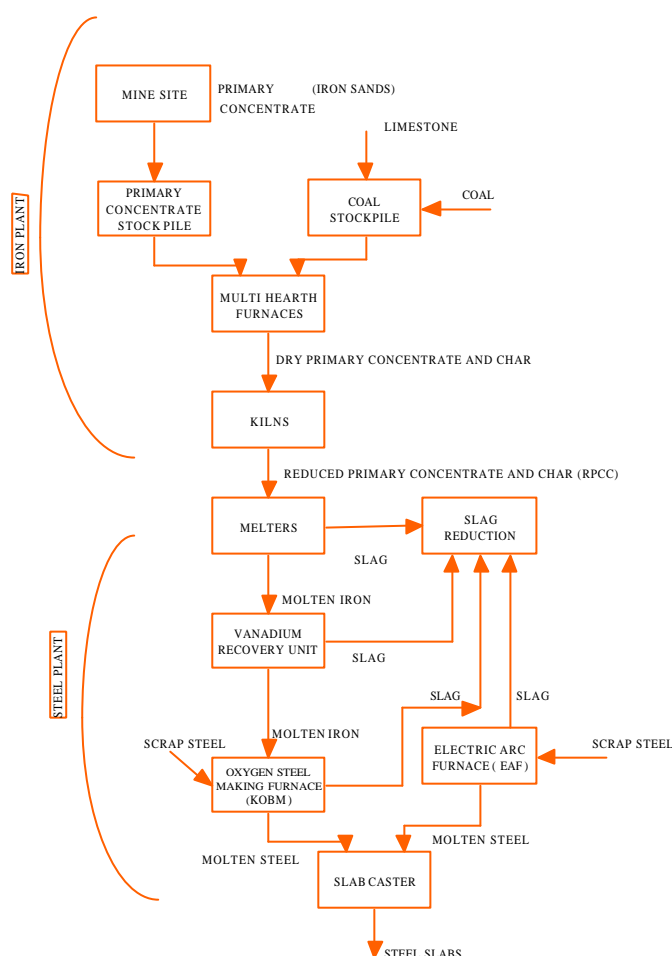 MINE SITE
PRIMARY (IRON SANDS)
CONCENTRATE
LIMESTONE
PRIMARY
CONCENTRATE
STOCK PILE
COAL
STOCKPILE
COAL
IRON PLANT
MULTI HEARTH
FURNACES
DRY PRIMARY CONCENTRATE AND CHAR
KILNS
REDUCED PRIMARY CONCENTRATE AND CHAR (RPCC)
MELTERS
SLAG
REDUCTION
SLAG
MOLTEN IRON
VANADIUM
RECOVERY UNIT
SLAG
STEEL PLANT
SLAG
SLAG
MOLTEN IRON
SCRAP STEEL
ELECTRIC ARC
FURNACE ( EAF)
SCRAP STEEL
OXYGEN STEEL
MAKING FURNACE
(KOBM)
MOLTEN STEEL
MOLTEN STEEL
SLAB CASTER
STEEL SLABS